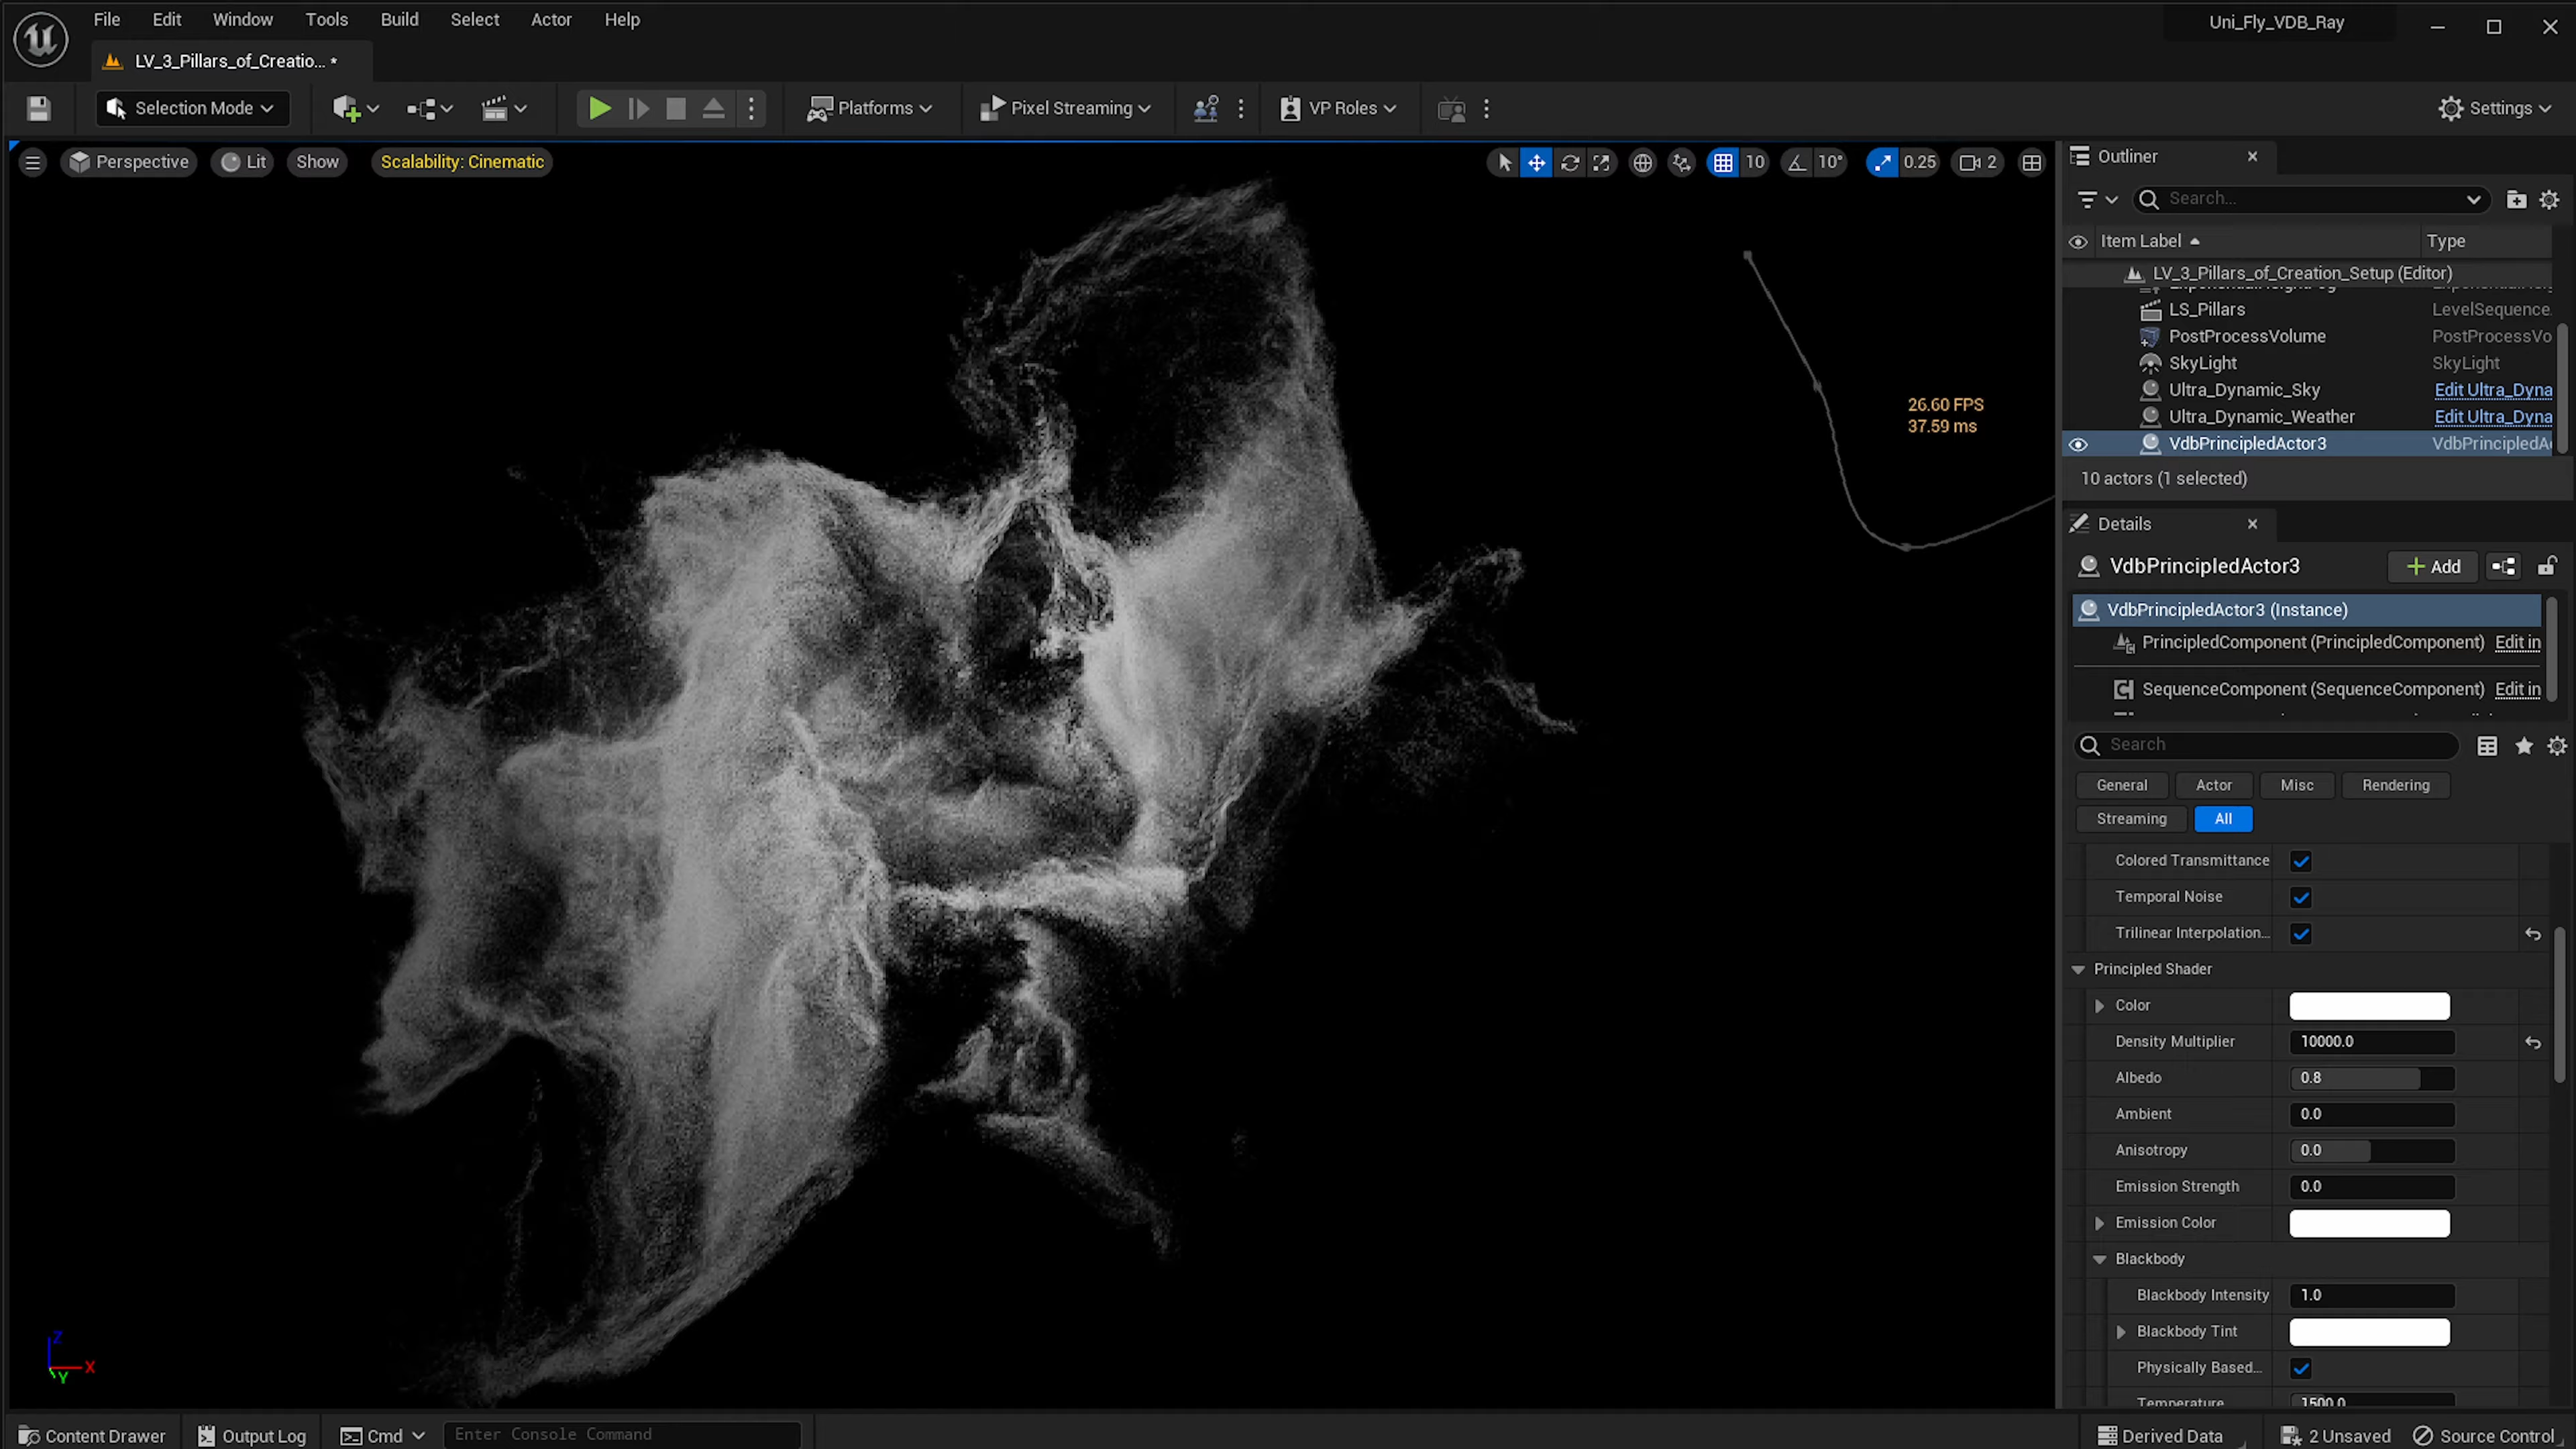 File Edit Window Tools Build Select Actor Help
Uni_Fly_VDB_Ray
LV_3_Pillars_of_Creatio... *
Selection Mode
Platforms
Pixel Streaming
VP Roles
Settings
Perspective Lit Show Scalability: Cinematic
10 10° 0.25 2
26.60 FPS
37.59 ms
Z
X
Y
Outliner
Search...
Item Label Type
LV_3_Pillars_of_Creation_Setup (Editor)
LS_Pillars LevelSequence
PostProcessVolume PostProcessVo
SkyLight SkyLight
Ultra_Dynamic_Sky Edit Ultra_Dyna
Ultra_Dynamic_Weather Edit Ultra_Dyna
VdbPrincipledActor3 VdbPrincipledA
10 actors (1 selected)
Details
VdbPrincipledActor3 + Add
VdbPrincipledActor3 (Instance)
PrincipledComponent (PrincipledComponent) Edit in
SequenceComponent (SequenceComponent) Edit in
Search
General Actor Misc Rendering
Streaming All
Colored Transmittance
Temporal Noise
Trilinear Interpolation...
Principled Shader
Color
Density Multiplier 10000.0
Albedo 0.8
Ambient 0.0
Anisotropy 0.0
Emission Strength 0.0
Emission Color
Blackbody
Blackbody Intensity 1.0
Blackbody Tint
Physically Based...
Temperature 1500.0
Content Drawer Output Log Cmd Enter Console Command
Derived Data 2 Unsaved Source Control